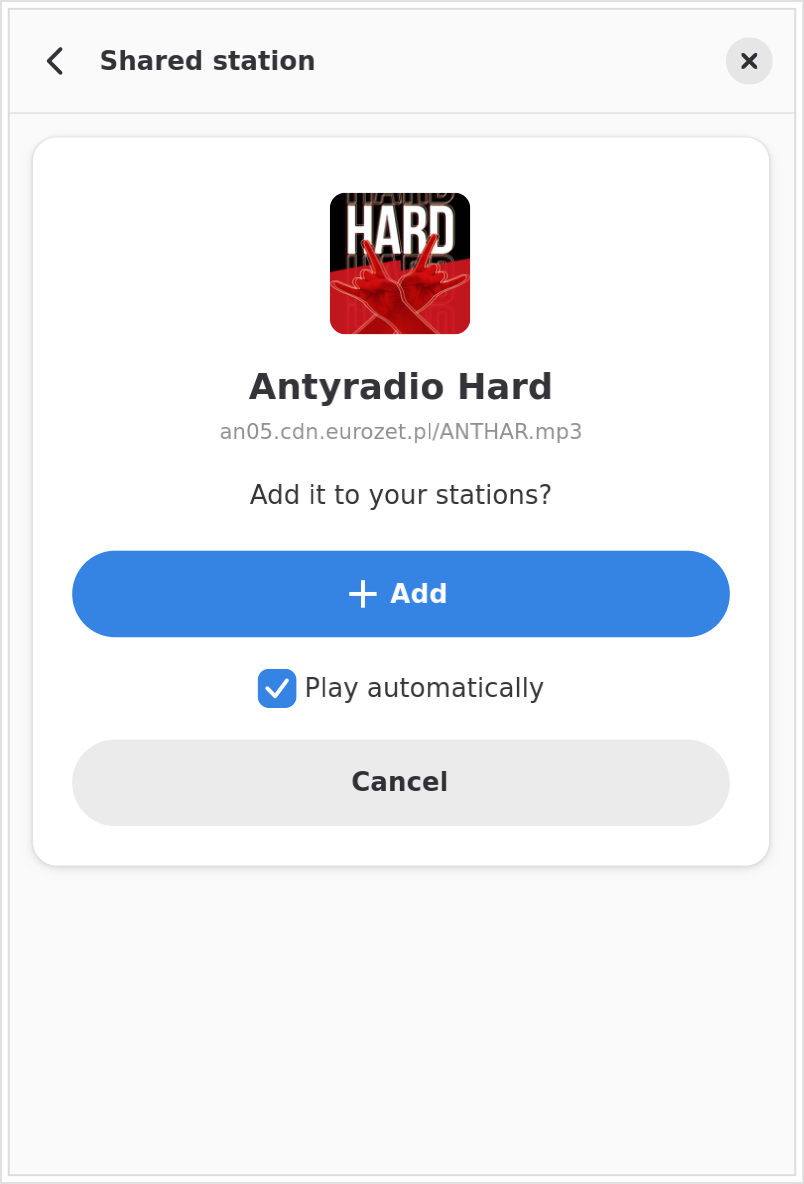 Shared station
HARD
Antyradio Hard
an05.cdn.eurozet.pl/ANTHAR.mp3
Add it to your stations?
Add
Play automatically
Cancel